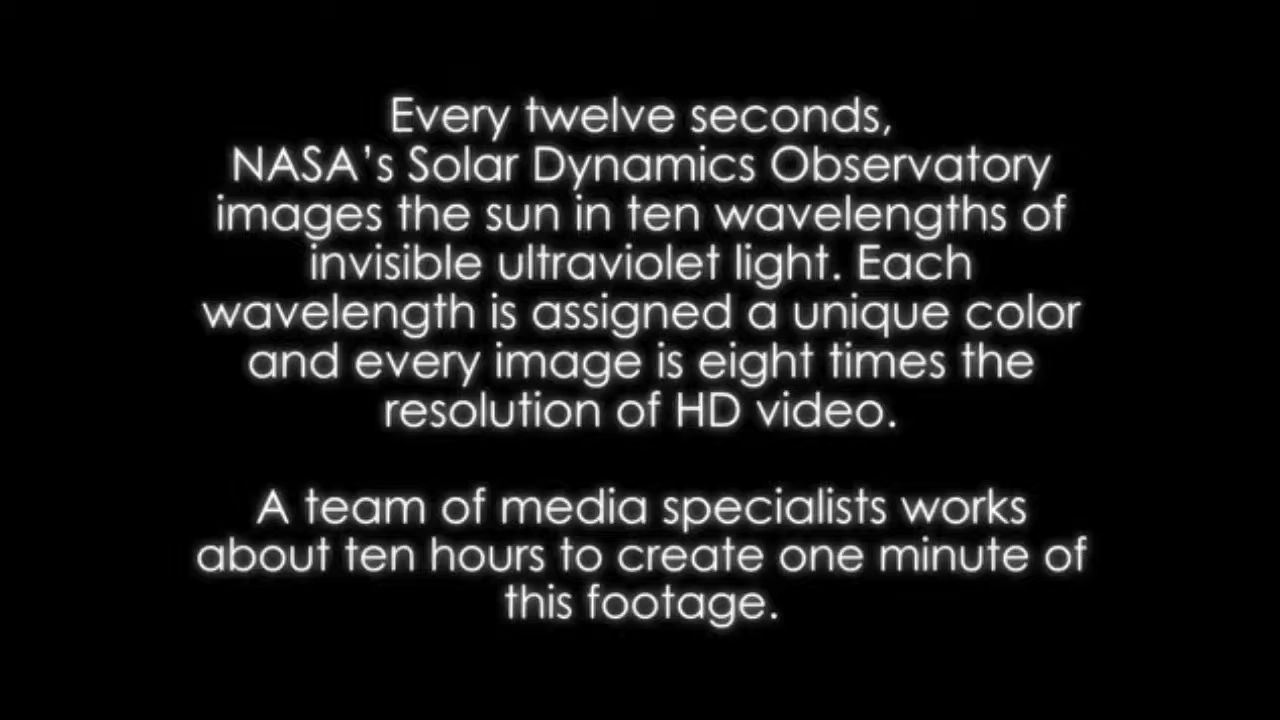 Every twelve seconds,
NASA’s Solar Dynamics Observatory
images the sun in ten wavelengths of
invisible ultraviolet light. Each
wavelength is assigned a unique color
and every image is eight times the
resolution of HD video.
A team of media specialists works
about ten hours to create one minute of
this footage.